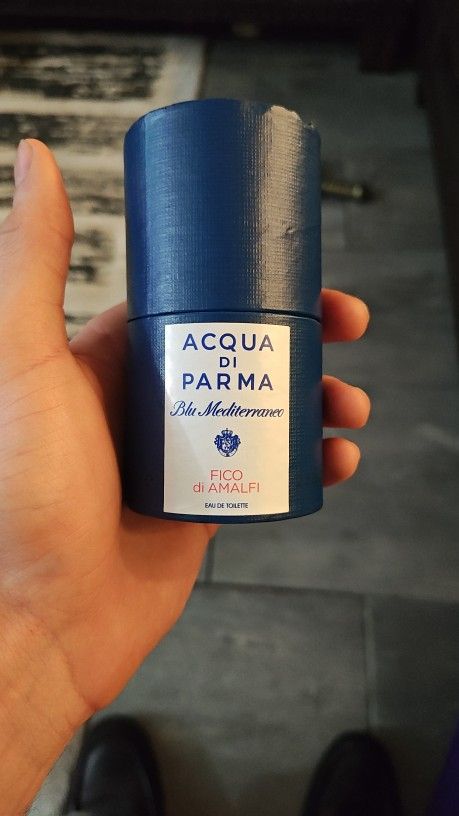 ACQUA
DI
PARMA
Blu Mediterraneo
FICO
di AMALFI
EAU DE TOILETTE